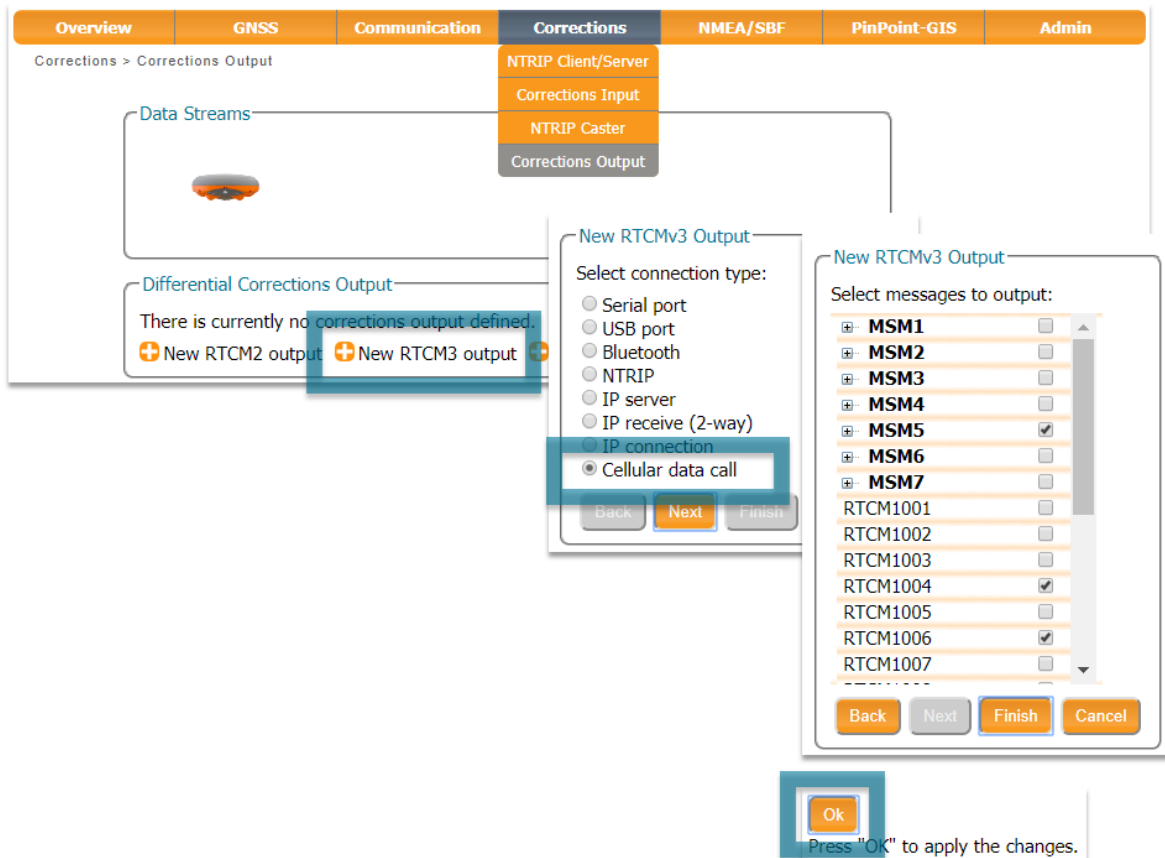 Overview GNSS Communication Corrections NMEA/SBF PinPoint-GIS Admin
Corrections > Corrections Output
NTRIP Client/Server
Corrections Input
NTRIP Caster
Corrections Output
Data Streams
Differential Corrections Output
There is currently no corrections output defined.
New RTCM2 output New RTCM3 output
New RTCMv3 Output
Select connection type:
Serial port
USB port
Bluetooth
NTRIP
IP server
IP receive (2-way)
IP connection
Cellular data call
Back Next Finish
New RTCMv3 Output
Select messages to output:
MSM1
MSM2
MSM3
MSM4
MSM5
MSM6
MSM7
RTCM1001
RTCM1002
RTCM1003
RTCM1004
RTCM1005
RTCM1006
RTCM1007
Back Next Finish Cancel
Ok
Press "OK" to apply the changes.